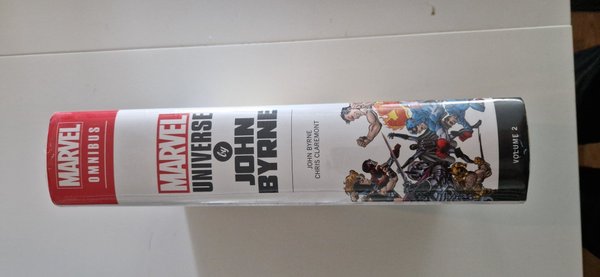 MARVEL
OMNIBUS
MARVEL
UNIVERSE
by
JOHN
BYRNE
JOHN BYRNE
CHRIS CLAREMONT
VOLUME 2